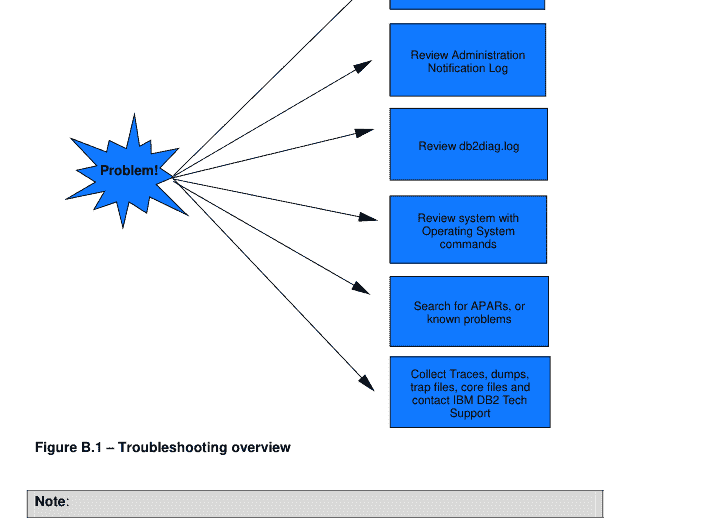 Review Administration
Notification Log
Review db2diag.log
Problem!
Review system with
Operating System
commands
Search for APARs, or
known problems
Collect Traces, dumps,
trap files, core files and
contact IBM DB2 Tech
Support
Figure B.1 – Troubleshooting overview
Note: